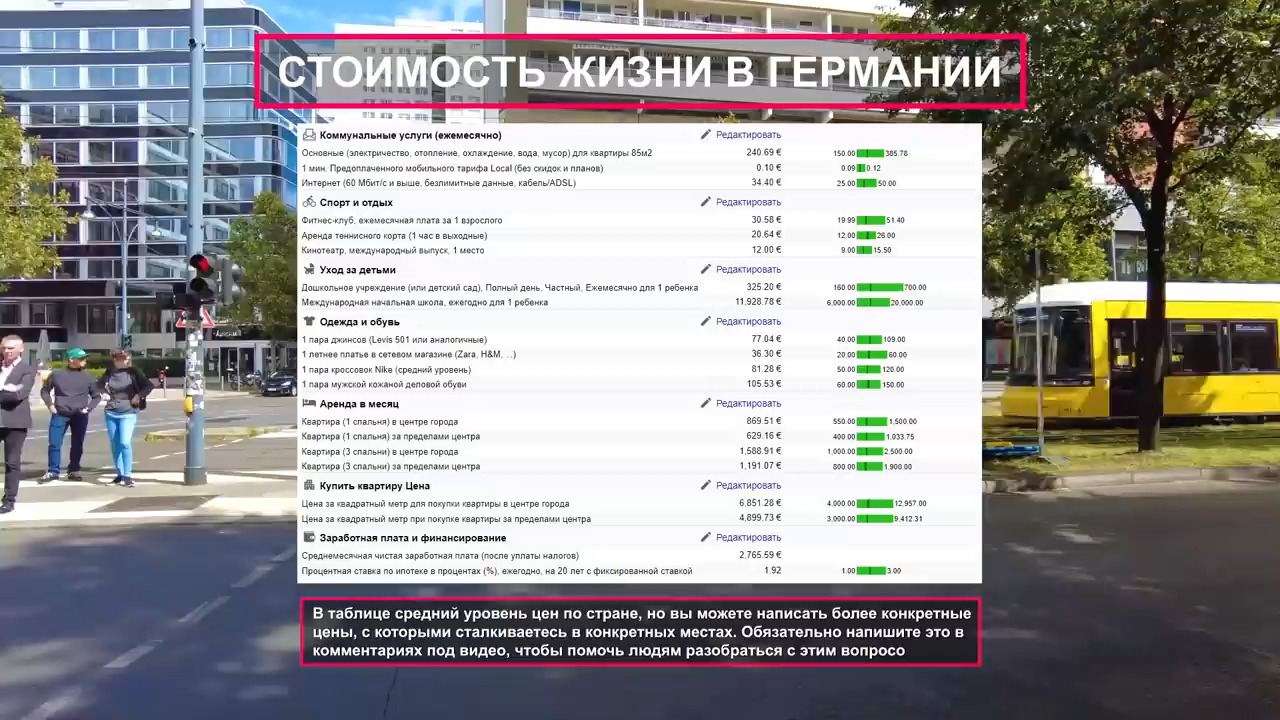 СТОИМОСТЬ ЖИЗНИ В ГЕРМАНИИ
Коммунальные услуги (ежемесячно) Редактировать
Основные (электричество, отопление, охлаждение, вода, мусор) для квартиры 85м2 240.69 € 150.00 385.78
1 мин. Предоплаченного мобильного тарифа Local (без скидок и планов) 0.10 € 0.09 0.12
Интернет (60 Мбит/с и выше, безлимитные данные, кабель/ADSL) 34.40 € 25.00 50.00
Спорт и отдых Редактировать
Фитнес-клуб, ежемесячная плата за 1 взрослого 30.58 € 19.99 51.40
Аренда теннисного корта (1 час в выходные) 20.64 € 12.00 26.00
Кинотеатр, международный выпуск, 1 место 12.00 € 9.00 15.50
Уход за детьми Редактировать
Дошкольное учреждение (или детский сад), Полный день, Частный, Ежемесячно для 1 ребенка 325.20 € 160.00 700.00
Международная начальная школа, ежегодно для 1 ребенка 11,928.78 € 6,000.00 20,000.00
Одежда и обувь Редактировать
1 пара джинсов (Levis 501 или аналогичные) 77.04 € 40.00 109.00
1 летнее платье в сетевом магазине (Zara, H&M, ...) 36.30 € 20.00 60.00
1 пара кроссовок Nike (средний уровень) 81.28 € 50.00 120.00
1 пара мужской кожаной деловой обуви 105.53 € 60.00 150.00
Аренда в месяц Редактировать
Квартира (1 спальня) в центре города 869.51 € 550.00 1,500.00
Квартира (1 спальня) за пределами центра 629.16 € 400.00 1,033.75
Квартира (3 спальни) в центре города 1,588.91 € 1,000.00 2,500.00
Квартира (3 спальни) за пределами центра 1,191.07 € 800.00 1,900.00
Купить квартиру Цена Редактировать
Цена за квадратный метр для покупки квартиры в центре города 6,851.28 € 4,000.00 12,957.00
Цена за квадратный метр при покупке квартиры за пределами центра 4,899.73 € 3,000.00 9,412.31
Заработная плата и финансирование Редактировать
Среднемесячная чистая заработная плата (после уплаты налогов) 2,765.59 €
Процентная ставка по ипотеке в процентах (%), ежегодно, на 20 лет с фиксированной ставкой 1.92 1.00 3.00
В таблице средний уровень цен по стране, но вы можете написать более конкретные
цены, с которыми сталкиваетесь в конкретных местах. Обязательно напишите это в
комментариях под видео, чтобы помочь людям разобраться с этим вопросо